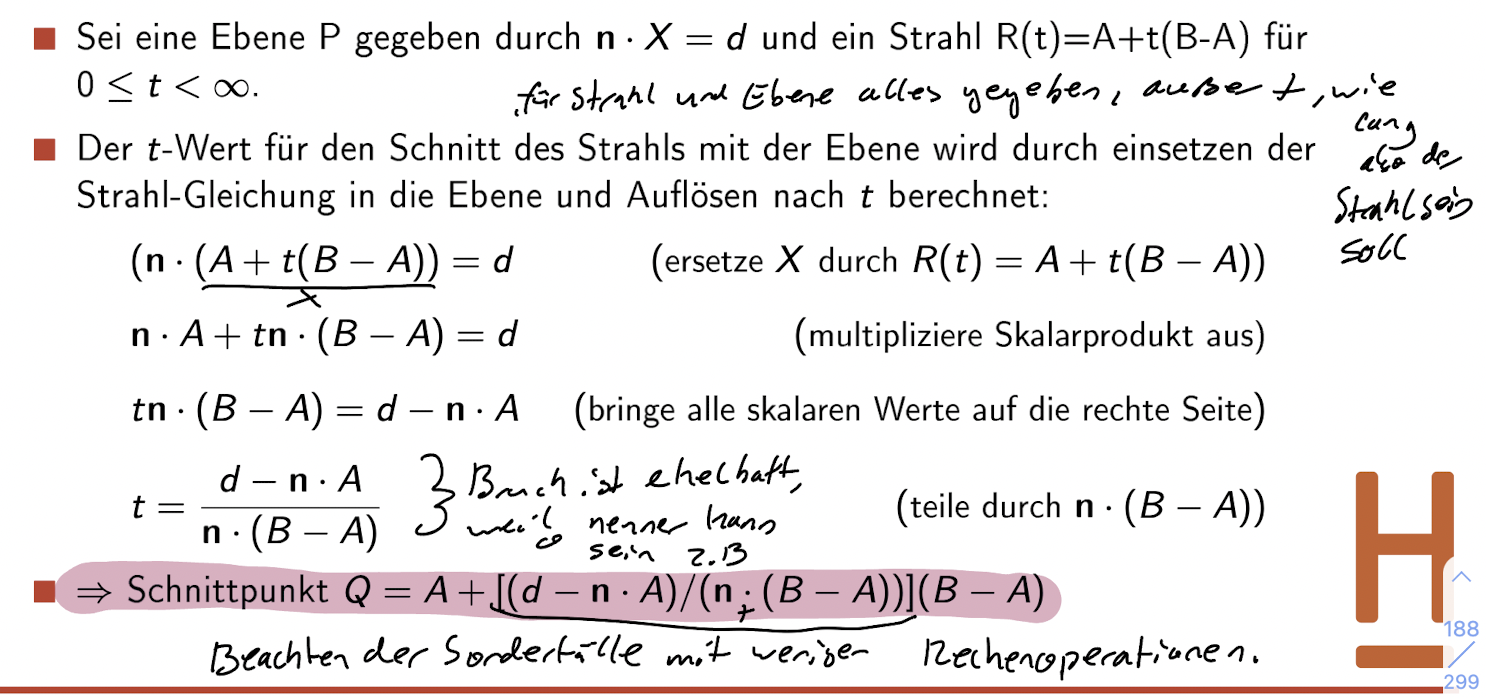 Sei eine Ebene P gegeben durch n · X = d und ein Strahl R(t)=A+t(B-A) für
0 ≤ t < ∞.
für Strahl und Ebene alles gegeben, außer t, wie
lang
also der
Strahl sein
soll
Der t-Wert für den Schnitt des Strahls mit der Ebene wird durch einsetzen der
Strahl-Gleichung in die Ebene und Auflösen nach t berechnet:
(n · (A + t(B − A)) = d (ersetze X durch R(t) = A + t(B − A))
X
n · A + tn · (B − A) = d (multipliziere Skalarprodukt aus)
tn · (B − A) = d − n · A (bringe alle skalaren Werte auf die rechte Seite)
t = (d − n · A) / (n · (B − A)) (teile durch n · (B − A))
Bruch ist ekelhaft,
weil nenner kann
sein z.B
⇒ Schnittpunkt Q = A + [(d − n · A)/(n · (B − A))](B − A)
t
Beachten der Sonderfälle mit wenigen Rechenoperationen.
H
188
299